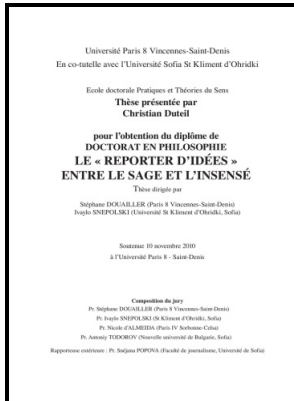 Université Paris 8 Vincennes-Saint-Denis
En co-tutelle avec l'Université Sofia St Kliment d'Ohridki
Ecole doctorale Pratiques et Théories du Sens
Thèse présentée par
Christian Duteil
pour l'obtention du diplôme de
DOCTORAT EN PHILOSOPHIE
LE « REPORTER D'IDÉES »
ENTRE LE SAGE ET L'INSENSÉ
Thèse dirigée par
Stéphane DOUAILLER (Paris 8 Vincennes-Saint-Denis)
Ivaylo SNEPOLSKI (Université St Kliment d'Ohridki, Sofia)
Soutenue 10 novembre 2010
à l'Université Paris 8 - Saint-Denis
Composition du jury
Pr. Stéphane DOUAILLER (Paris 8 Vincennes-Saint-Denis)
Pr. Ivaylo SNEPOLSKI (St Kliment d'Ohridki, Sofia)
Pr. Nicole d'ALMEIDA (Paris IV Sorbonne-Celsa)
Pr. Antoniy TODOROV (Nouvelle université de Bulgarie, Sofia)
Rapporteuse extérieure : Pr. Snéjana POPOVA (Faculté de journalisme, Université de Sofia)